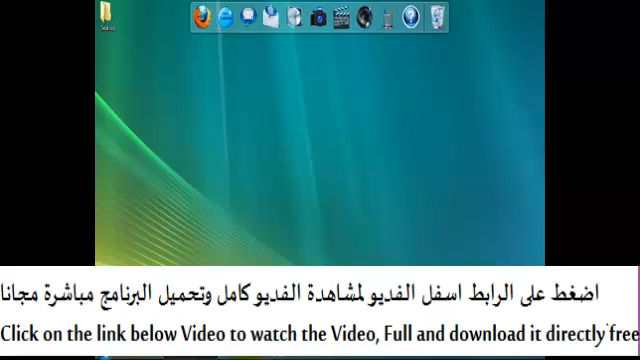 Desktop
اضغط على الرابط اسفل الفديو لمشاهدة الفديو كامل وتحميل البرنامج مباشرة مجانا
Click on the link below Video to watch the Video, Full and download it directly free